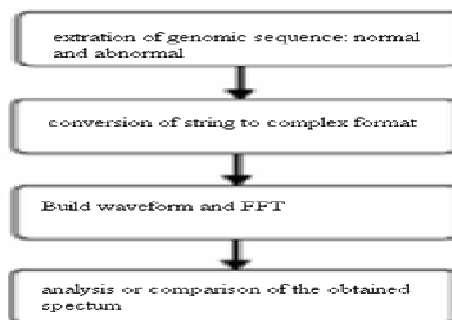 extration of genomic sequence: normal
and abnormal
conversion of string to complex format
Build waveform and FFT
analysis or comparison of the obtained
spectum